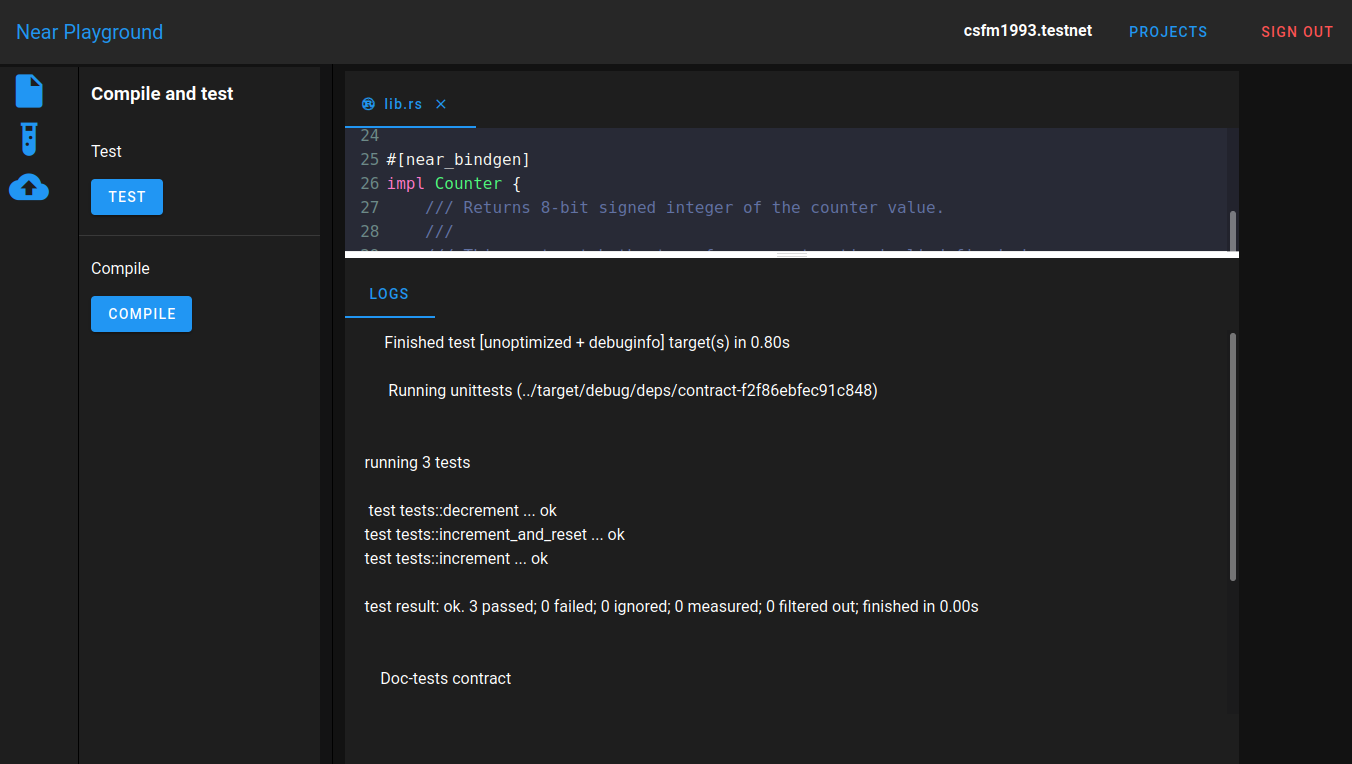 Near Playground
csfm1993.testnet
PROJECTS
SIGN OUT
Compile and test
Test
TEST
Compile
COMPILE
lib.rs
24
25 #[near_bindgen]
26 impl Counter {
27 /// Returns 8-bit signed integer of the counter value.
28 ///
LOGS
Finished test [unoptimized + debuginfo] target(s) in 0.80s
Running unittests (../target/debug/deps/contract-f2f86ebfec91c848)
running 3 tests
test tests::decrement ... ok
test tests::increment_and_reset ... ok
test tests::increment ... ok
test result: ok. 3 passed; 0 failed; 0 ignored; 0 measured; 0 filtered out; finished in 0.00s
Doc-tests contract